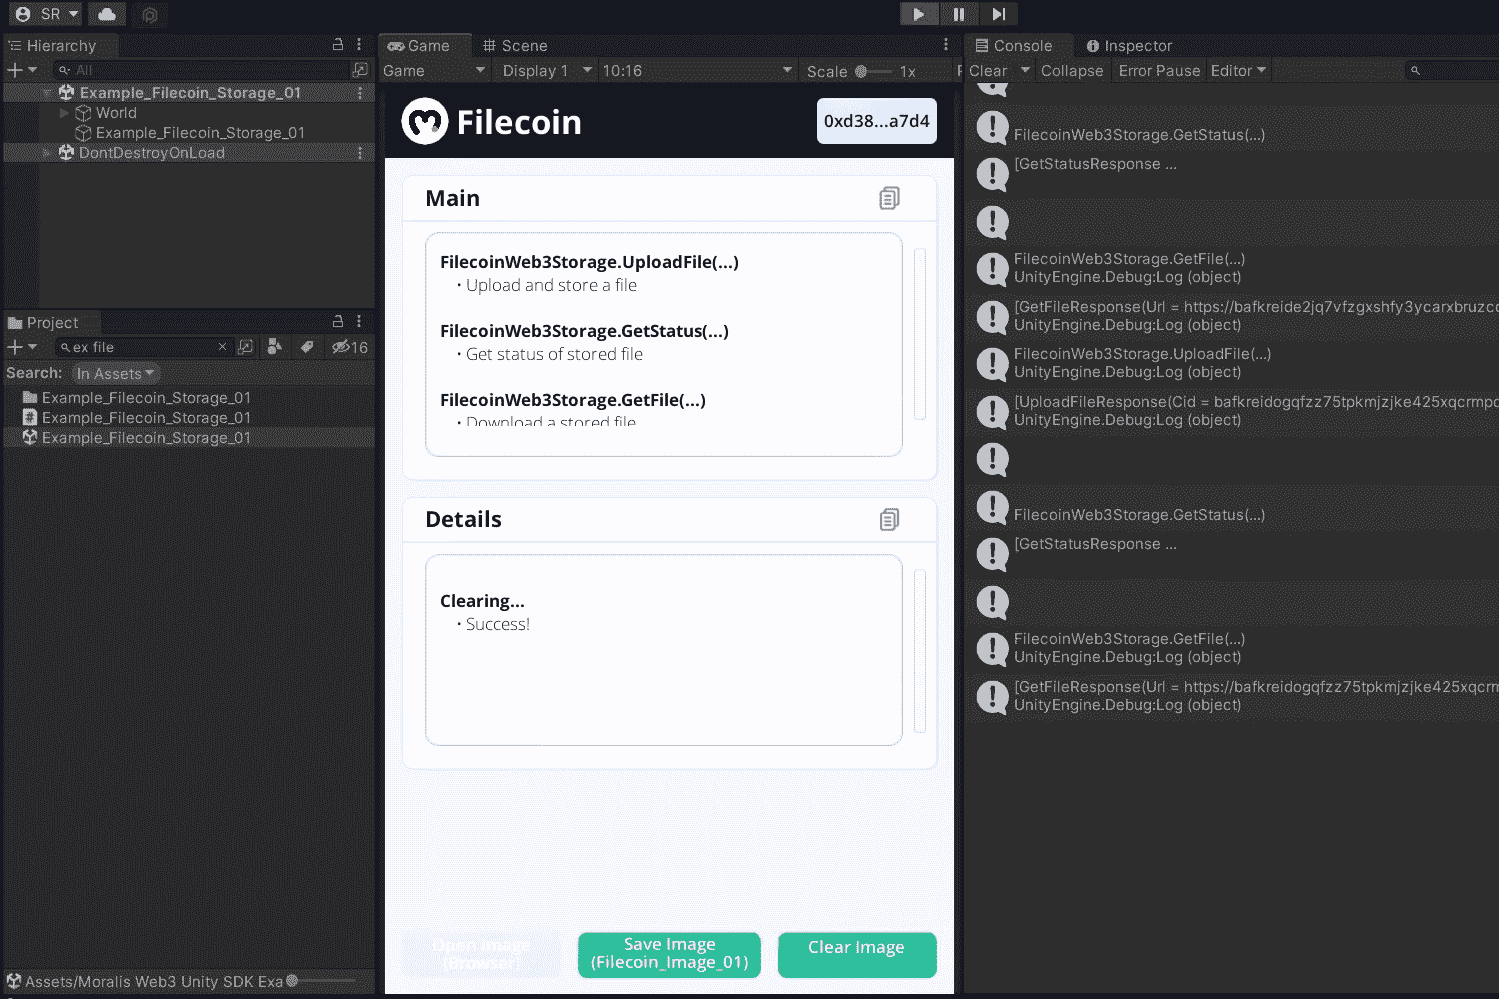 SR
Hierarchy
All
Example_Filecoin_Storage_01
World
Example_Filecoin_Storage_01
DontDestroyOnLoad
Project
ex file
16
Search:
In Assets
Example_Filecoin_Storage_01
Example_Filecoin_Storage_01
Example_Filecoin_Storage_01
Assets/Moralis Web3 Unity SDK Exa
Game
Scene
Game
Display 1
10:16
Scale
1x
Filecoin
0xd38...a7d4
Main
FilecoinWeb3Storage.UploadFile(...)
• Upload and store a file
FilecoinWeb3Storage.GetStatus(...)
• Get status of stored file
FilecoinWeb3Storage.GetFile(...)
• Download a stored file
Details
Clearing...
• Success!
Open Image
(Browser)
Save Image
(Filecoin_Image_01)
Clear Image
Console
Inspector
Clear
Collapse
Error Pause
Editor
FilecoinWeb3Storage.GetStatus(...)
[GetStatusResponse ...
FilecoinWeb3Storage.GetFile(...)
UnityEngine.Debug:Log (object)
[GetFileResponse(Url = https://bafkreide2jq7vfzgxshfy3ycarxbruzcc
UnityEngine.Debug:Log (object)
FilecoinWeb3Storage.UploadFile(...)
UnityEngine.Debug:Log (object)
[UploadFileResponse(Cid = bafkreidogqfzz75tpkmjzjke425xqcrmpc
UnityEngine.Debug:Log (object)
FilecoinWeb3Storage.GetStatus(...)
[GetStatusResponse ...
FilecoinWeb3Storage.GetFile(...)
UnityEngine.Debug:Log (object)
[GetFileResponse(Url = https://bafkreidogqfzz75tpkmjzjke425xqcrm
UnityEngine.Debug:Log (object)